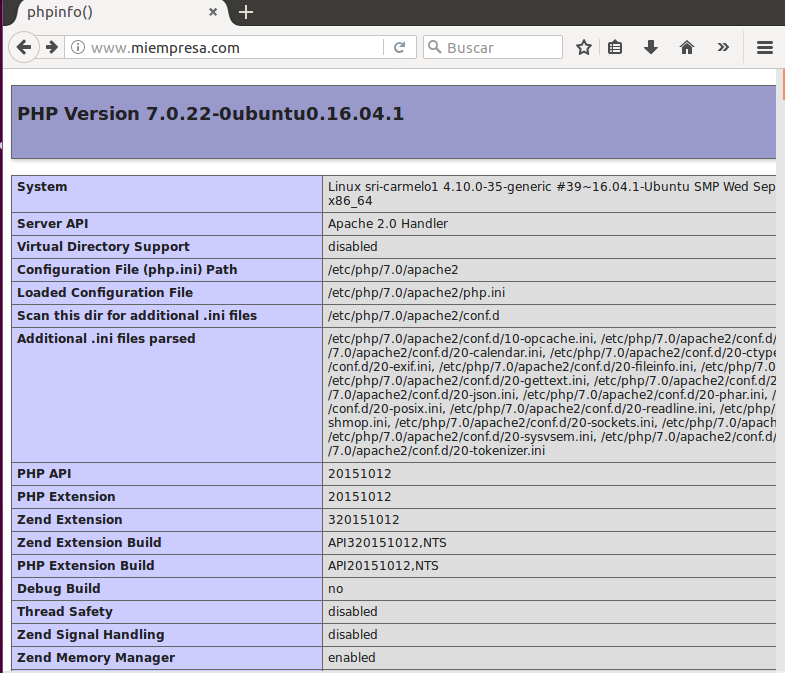 phpinfo()
www.miempresa.com
Buscar
PHP Version 7.0.22-0ubuntu0.16.04.1
System
Linux sri-carmelo1 4.10.0-35-generic #39~16.04.1-Ubuntu SMP Wed Sep
x86_64
Server API
Apache 2.0 Handler
Virtual Directory Support
disabled
Configuration File (php.ini) Path
/etc/php/7.0/apache2
Loaded Configuration File
/etc/php/7.0/apache2/php.ini
Scan this dir for additional .ini files
/etc/php/7.0/apache2/conf.d
Additional .ini files parsed
/etc/php/7.0/apache2/conf.d/10-opcache.ini, /etc/php/7.0/apache2/conf.d/
/7.0/apache2/conf.d/20-calendar.ini, /etc/php/7.0/apache2/conf.d/20-ctype
/conf.d/20-exif.ini, /etc/php/7.0/apache2/conf.d/20-fileinfo.ini, /etc/php/7.0
/etc/php/7.0/apache2/conf.d/20-gettext.ini, /etc/php/7.0/apache2/conf.d/2
/7.0/apache2/conf.d/20-json.ini, /etc/php/7.0/apache2/conf.d/20-phar.ini, /
/conf.d/20-posix.ini, /etc/php/7.0/apache2/conf.d/20-readline.ini, /etc/php/
shmop.ini, /etc/php/7.0/apache2/conf.d/20-sockets.ini, /etc/php/7.0/apach
/etc/php/7.0/apache2/conf.d/20-sysvsem.ini, /etc/php/7.0/apache2/conf.d/
/7.0/apache2/conf.d/20-tokenizer.ini
PHP API
20151012
PHP Extension
20151012
Zend Extension
320151012
Zend Extension Build
API320151012,NTS
PHP Extension Build
API20151012,NTS
Debug Build
no
Thread Safety
disabled
Zend Signal Handling
disabled
Zend Memory Manager
enabled